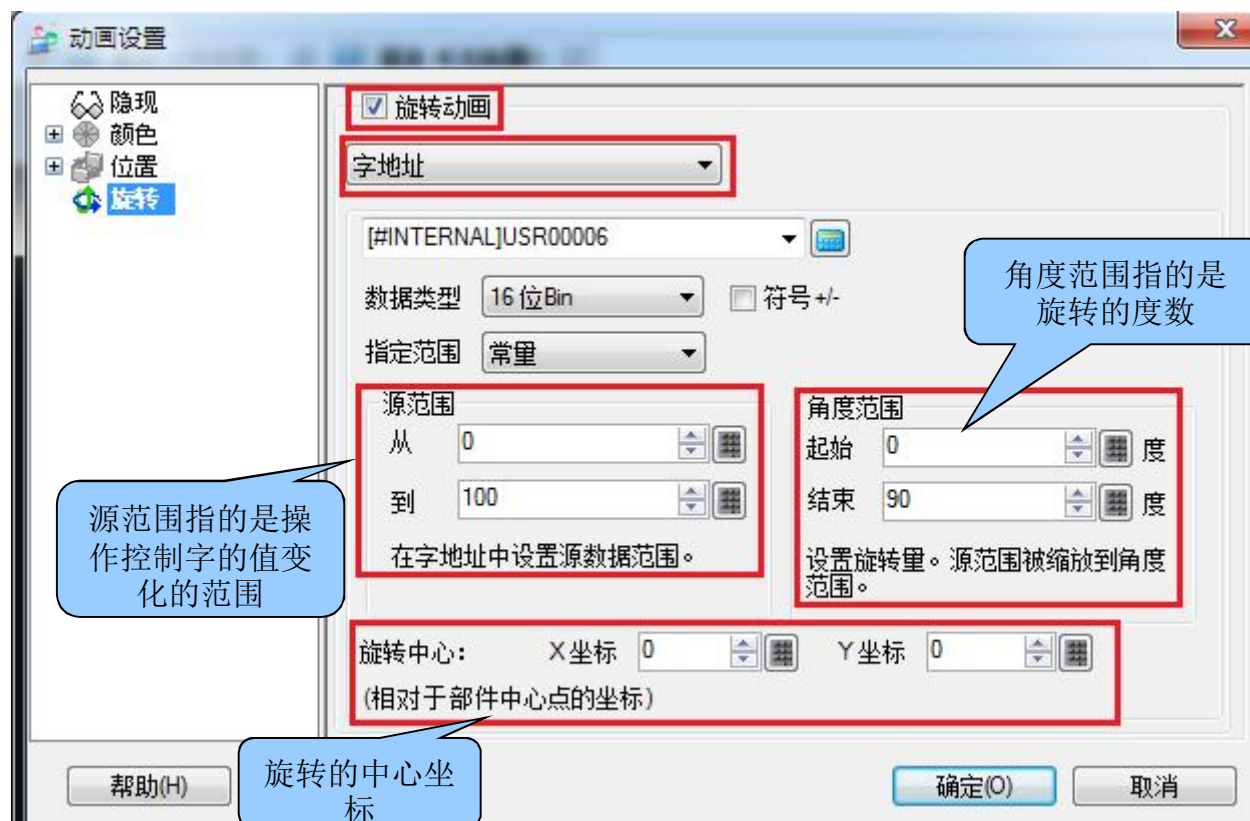 动画设置
隐现
颜色
位置
旋转
旋转动画
字地址
[#INTERNAL]USR00006
数据类型 16 位Bin 符号+/-
指定范围 常量
角度范围指的是
旋转的度数
源范围
从 0
到 100
在字地址中设置源数据范围。
角度范围
起始 0 度
结束 90 度
设置旋转量。源范围被缩放到角度
范围。
源范围指的是操
作控制字的值变
化的范围
旋转中心: X坐标 0 Y坐标 0
(相对于部件中心点的坐标)
旋转的中心坐
标
帮助(H) 确定(O) 取消